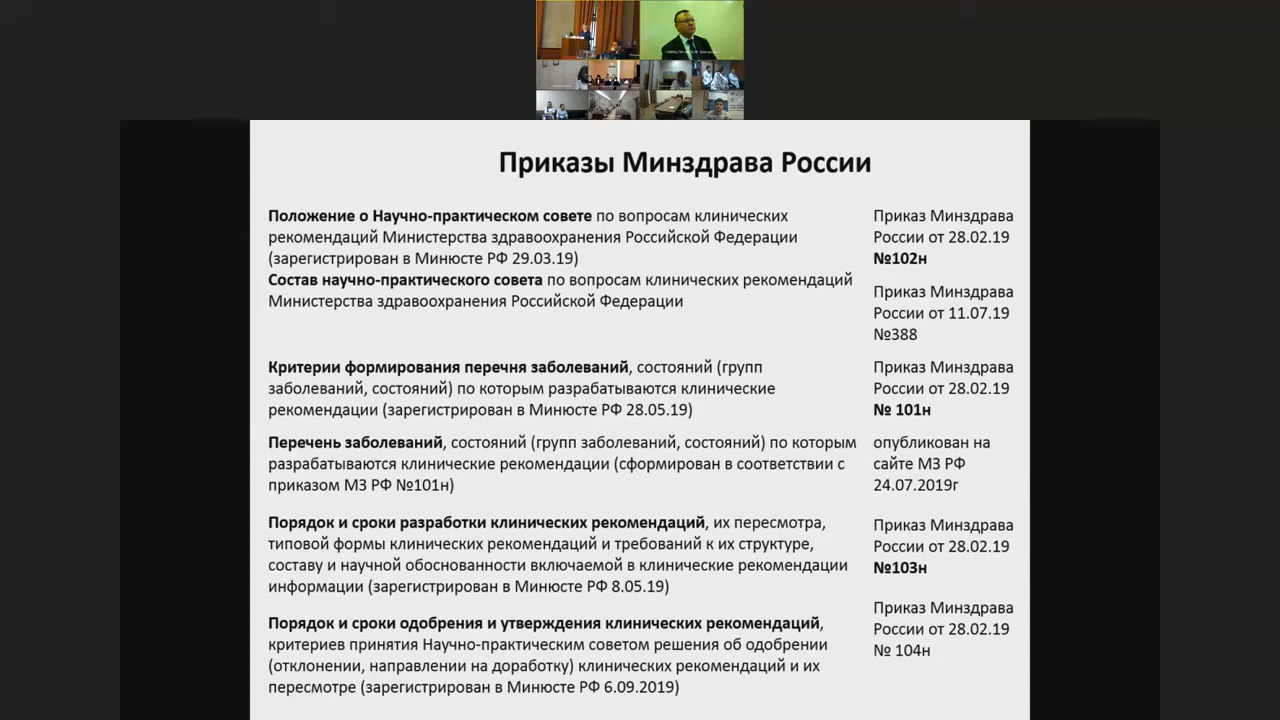 Приказы Минздрава России
Положение о Научно-практическом совете по вопросам клинических
рекомендаций Министерства здравоохранения Российской Федерации
(зарегистрирован в Минюсте РФ 29.03.19)
Приказ Минздрава
России от 28.02.19
№102н
Состав научно-практического совета по вопросам клинических рекомендаций
Министерства здравоохранения Российской Федерации
Приказ Минздрава
России от 11.07.19
№388
Критерии формирования перечня заболеваний, состояний (групп
заболеваний, состояний) по которым разрабатываются клинические
рекомендации (зарегистрирован в Минюсте РФ 28.05.19)
Приказ Минздрава
России от 28.02.19
№ 101н
Перечень заболеваний, состояний (групп заболеваний, состояний) по которым
разрабатываются клинические рекомендации (сформирован в соответствии с
приказом МЗ РФ №101н)
опубликован на
сайте МЗ РФ
24.07.2019г
Порядок и сроки разработки клинических рекомендаций, их пересмотра,
типовой формы клинических рекомендаций и требований к их структуре,
составу и научной обоснованности включаемой в клинические рекомендации
информации (зарегистрирован в Минюсте РФ 8.05.19)
Приказ Минздрава
России от 28.02.19
№103н
Порядок и сроки одобрения и утверждения клинических рекомендаций,
критериев принятия Научно-практическим советом решения об одобрении
(отклонении, направлении на доработку) клинических рекомендаций и их
пересмотре (зарегистрирован в Минюсте РФ 6.09.2019)
Приказ Минздрава
России от 28.02.19
№ 104н